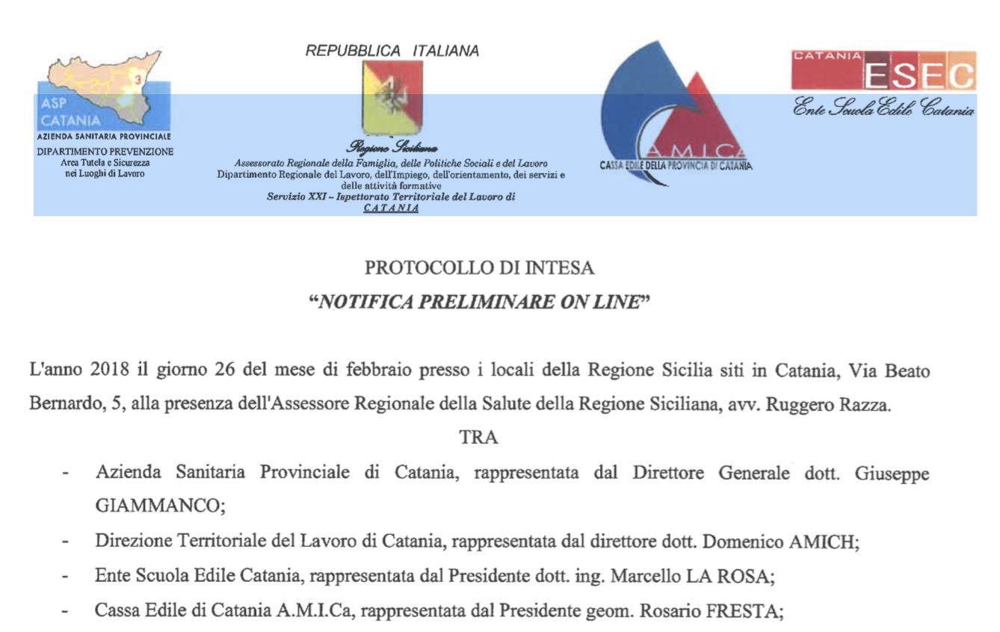 3
ASP
CATANIA
AZIENDA SANITARIA PROVINCIALE
DIPARTIMENTO PREVENZIONE
Area Tutela e Sicurezza
nei Luoghi di Lavoro
REPUBBLICA ITALIANA
Regione Siciliana
Assessorato Regionale della Famiglia, delle Politiche Sociali e del Lavoro
Dipartimento Regionale del Lavoro, dell'Impiego, dell'orientamento, dei servizi e
delle attività formative
Servizio XXI – Ispettorato Territoriale del Lavoro di
CATANIA
A.M.I.CA
CASSA EDILE DELLA PROVINCIA DI CATANIA
CATANIA
ESEC
Ente Scuola Edile Catania
PROTOCOLLO DI INTESA
“NOTIFICA PRELIMINARE ON LINE”
L'anno 2018 il giorno 26 del mese di febbraio presso i locali della Regione Sicilia siti in Catania, Via Beato
Bernardo, 5, alla presenza dell'Assessore Regionale della Salute della Regione Siciliana, avv. Ruggero Razza.
TRA
- Azienda Sanitaria Provinciale di Catania, rappresentata dal Direttore Generale dott. Giuseppe
GIAMMANCO;
- Direzione Territoriale del Lavoro di Catania, rappresentata dal direttore dott. Domenico AMICH;
- Ente Scuola Edile Catania, rappresentata dal Presidente dott. ing. Marcello LA ROSA;
- Cassa Edile di Catania A.M.I.Ca, rappresentata dal Presidente geom. Rosario FRESTA;